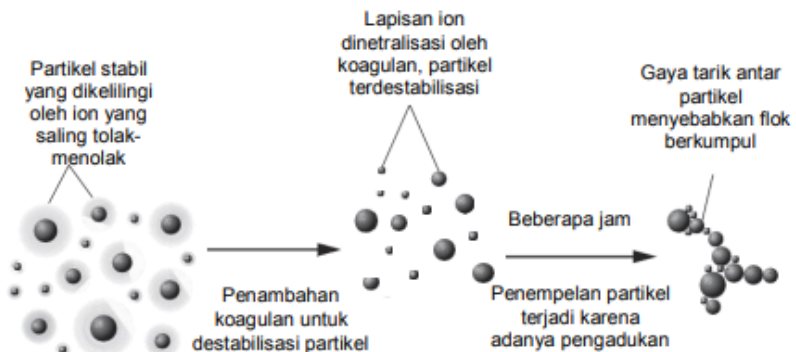 Partikel stabil
yang dikelilingi
oleh ion yang
saling tolak-
menolak
Lapisan ion
dinetralisasi oleh
koagulan, partikel
terdestabilisasi
Gaya tarik antar
partikel
menyebabkan flok
berkumpul
Penambahan
koagulan untuk
destabilisasi partikel
Beberapa jam
Penempelan partikel
terjadi karena
adanya pengadukan